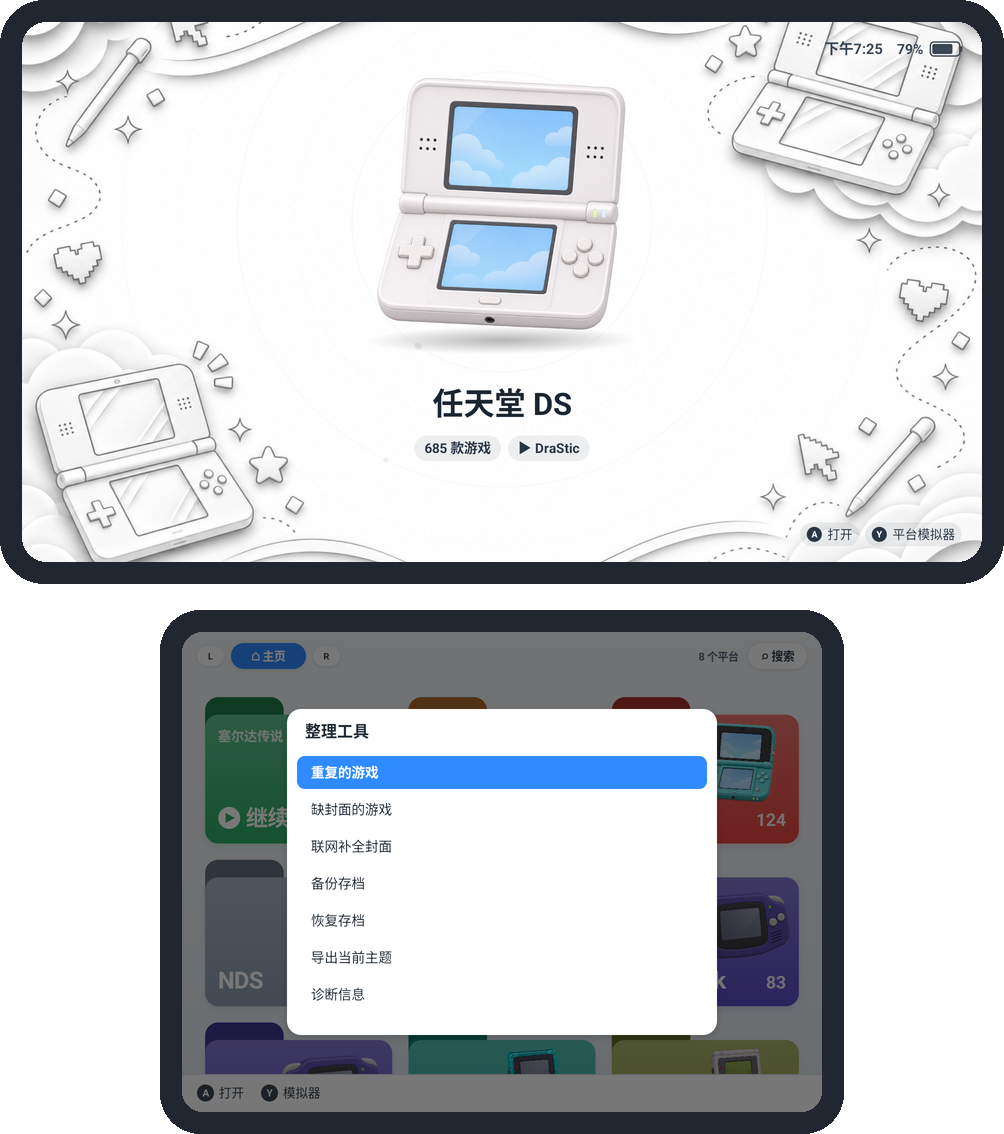 下午7:25 79%
任天堂 DS
685 款游戏 ▶ DraStic
A 打开 Y 平台模拟器
L 主页 R 8 个平台 搜索
塞尔达传说
继续
124
NDS
k 83
整理工具
重复的游戏
缺封面的游戏
联网补全封面
备份存档
恢复存档
导出当前主题
诊断信息
A 打开 Y 模拟器